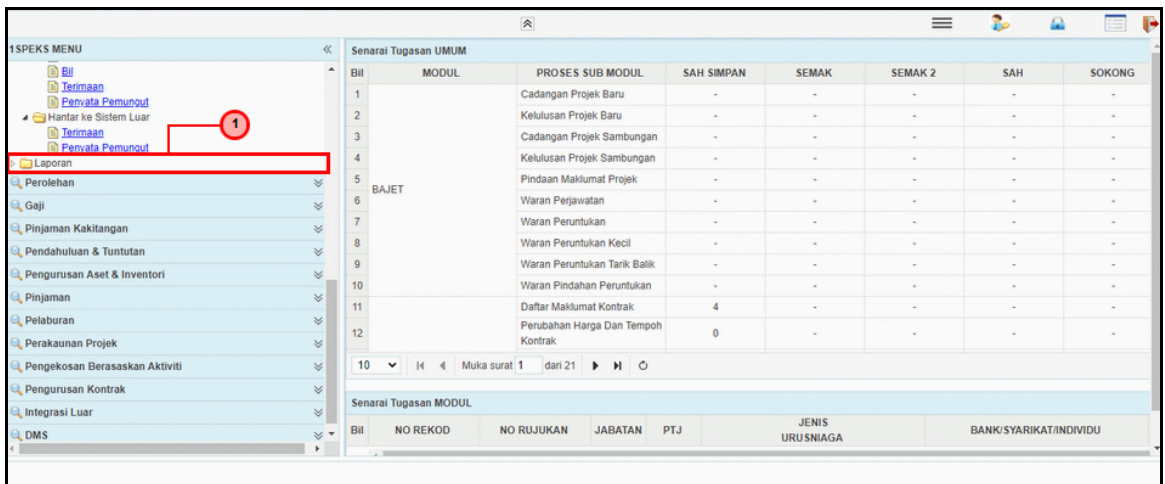 1SPEKS MENU
Bil
Terimaan
Penyata Pemungut
Hantar ke Sistem Luar
1
Terimaan
Penyata Pemungut
Laporan
Perolehan
Gaji
Pinjaman Kakitangan
Pendahuluan & Tuntutan
Pengurusan Aset & Inventori
Pinjaman
Pelaburan
Perakaunan Projek
Pengekosan Berasaskan Aktiviti
Pengurusan Kontrak
Integrasi Luar
DMS
Senarai Tugasan UMUM
Bil MODUL PROSES SUB MODUL SAH SIMPAN SEMAK SEMAK 2 SAH SOKONG
1 Cadangan Projek Baru - - - - -
2 Kelulusan Projek Baru - - - - -
3 Cadangan Projek Sambungan - - - - -
4 Kelulusan Projek Sambungan - - - - -
5 Pindaan Maklumat Projek - - - - -
BAJET
6 Waran Perjawatan - - - - -
7 Waran Peruntukan - - - - -
8 Waran Peruntukan Kecil - - - - -
9 Waran Peruntukan Tarik Balik - - - - -
10 Waran Pindahan Peruntukan - - - - -
11 Daftar Maklumat Kontrak 4 - - - -
12 Perubahan Harga Dan Tempoh Kontrak 0 - - - -
10 Muka surat 1 dari 21
Senarai Tugasan MODUL
Bil NO REKOD NO RUJUKAN JABATAN PTJ JENIS URUSNIAGA BANK/SYARIKAT/INDIVIDU